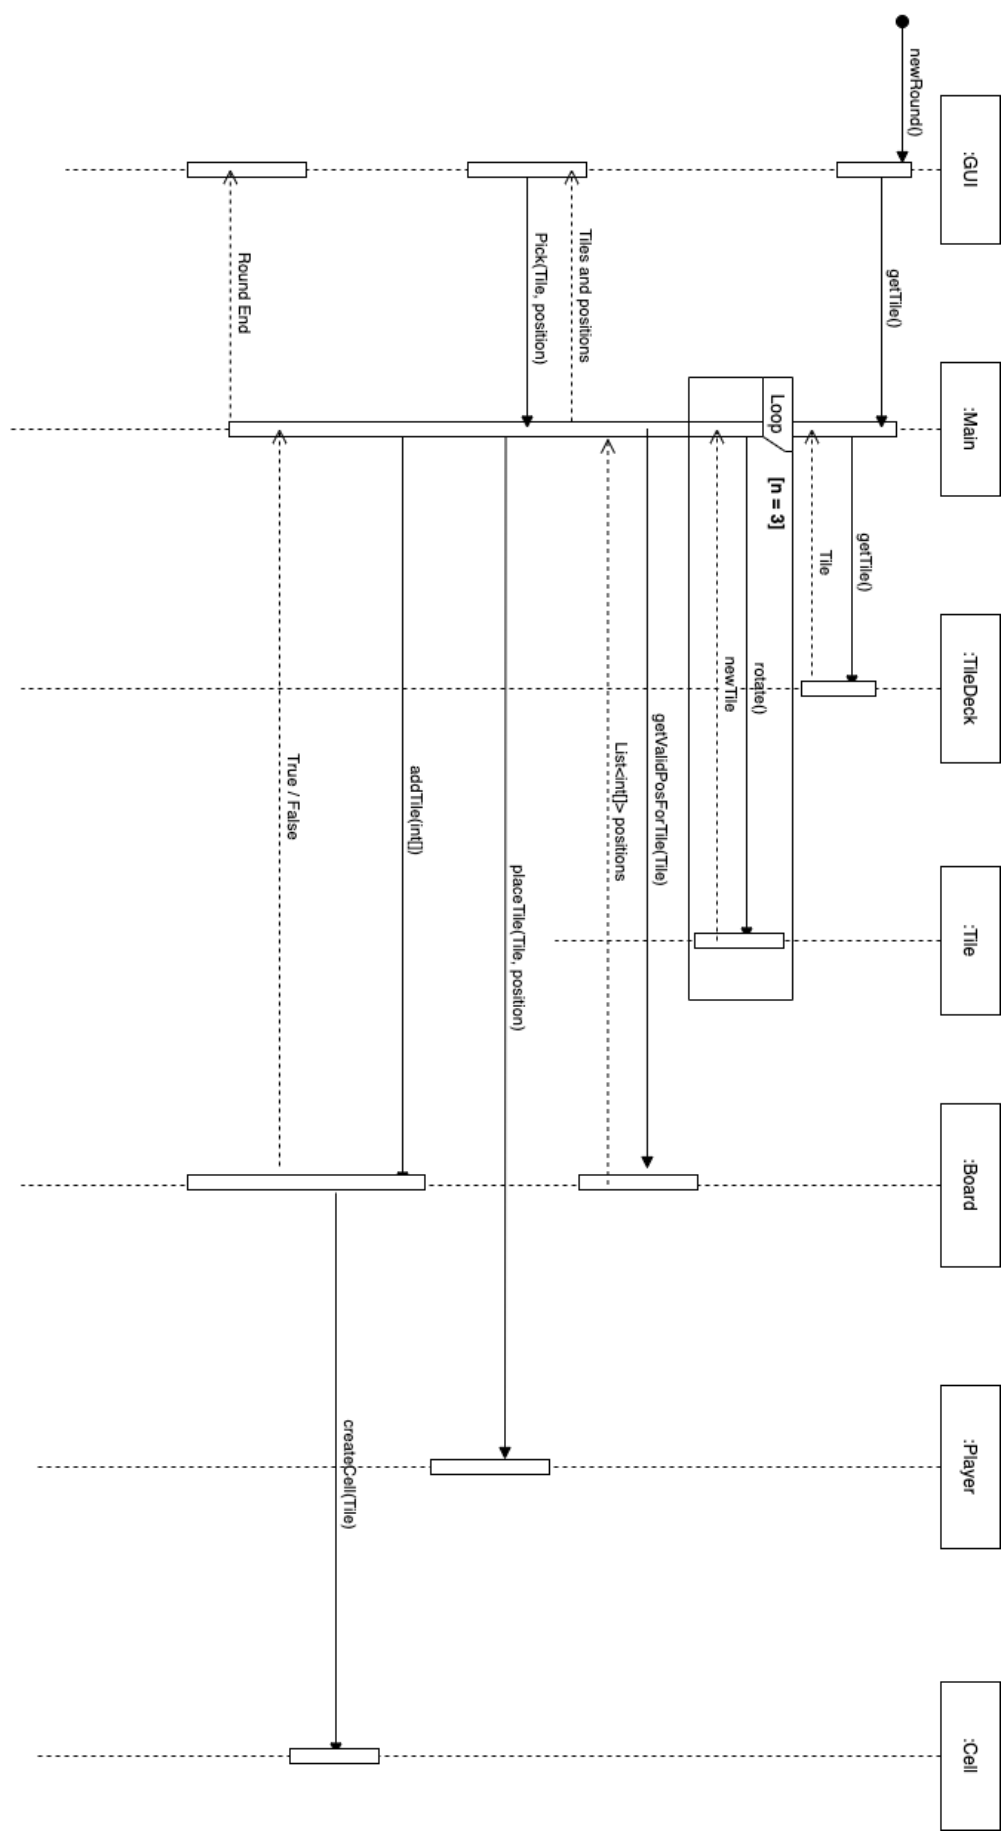 :GUI
:Main
:TileDeck
:Tile
:Board
:Player
:Cell
newRound()
getTile()
getTile()
Tile
Loop
[n = 3]
rotate()
newTile
getValidPosForTile(Tile)
List<int[]> positions
Tiles and positions
Pick(Tile, position)
placeTile(Tile, position)
addTile(int[])
createCell(Tile)
True / False
Round End